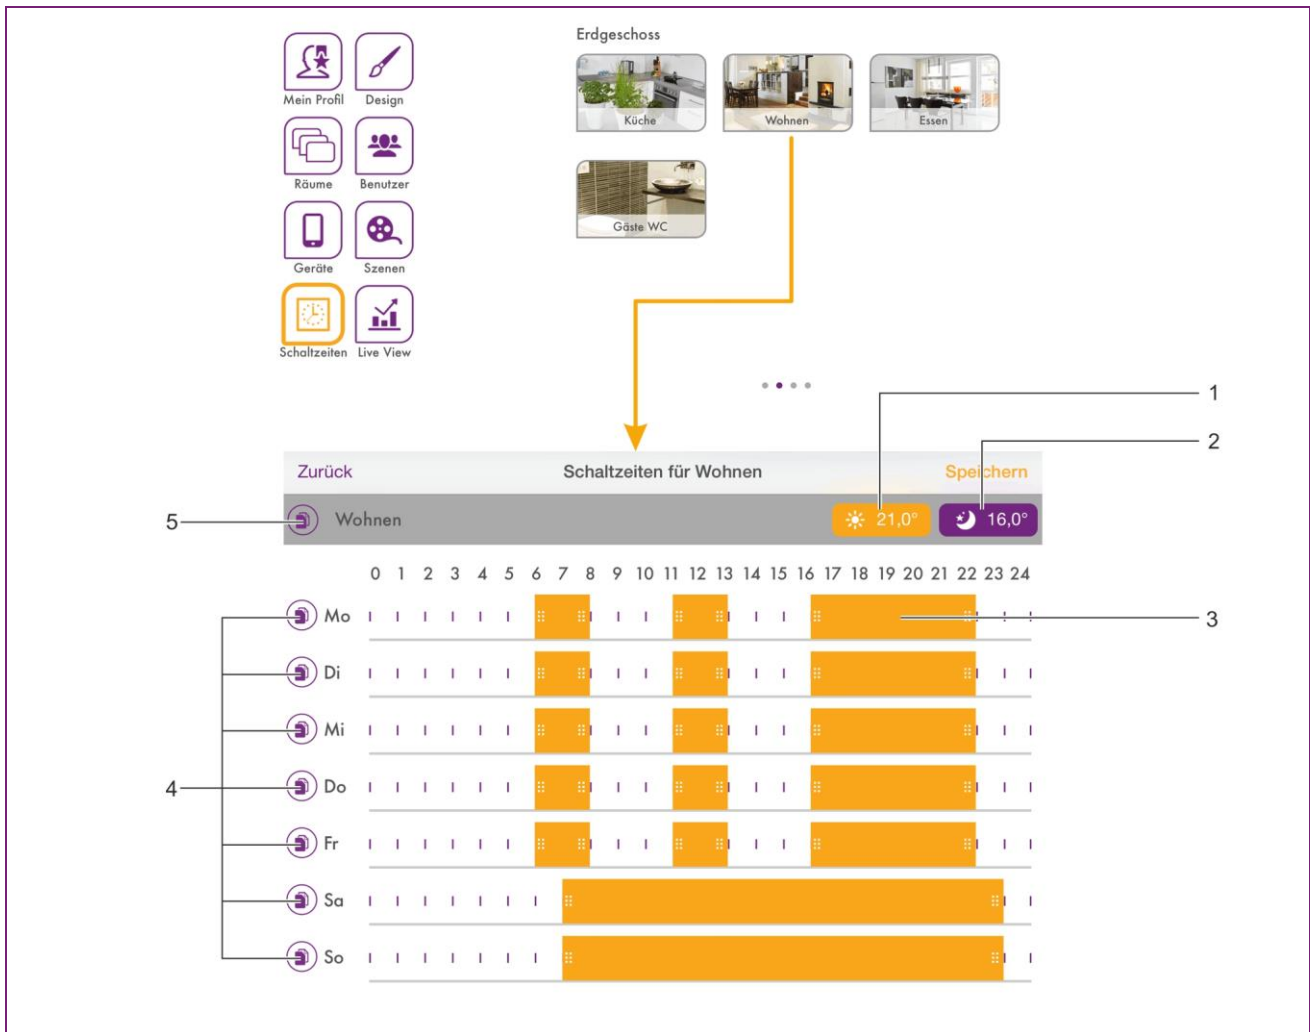 Erdgeschoss
Mein Profil Design
Küche Wohnen Essen
Räume Benutzer
Gäste WC
Geräte Szenen
Schaltzeiten Live View
1
2
Zurück Schaltzeiten für Wohnen Speichern
5 Wohnen 21,0° 16,0°
0 1 2 3 4 5 6 7 8 9 10 11 12 13 14 15 16 17 18 19 20 21 22 23 24
Mo 3
Di
Mi
4 Do
Fr
Sa
So